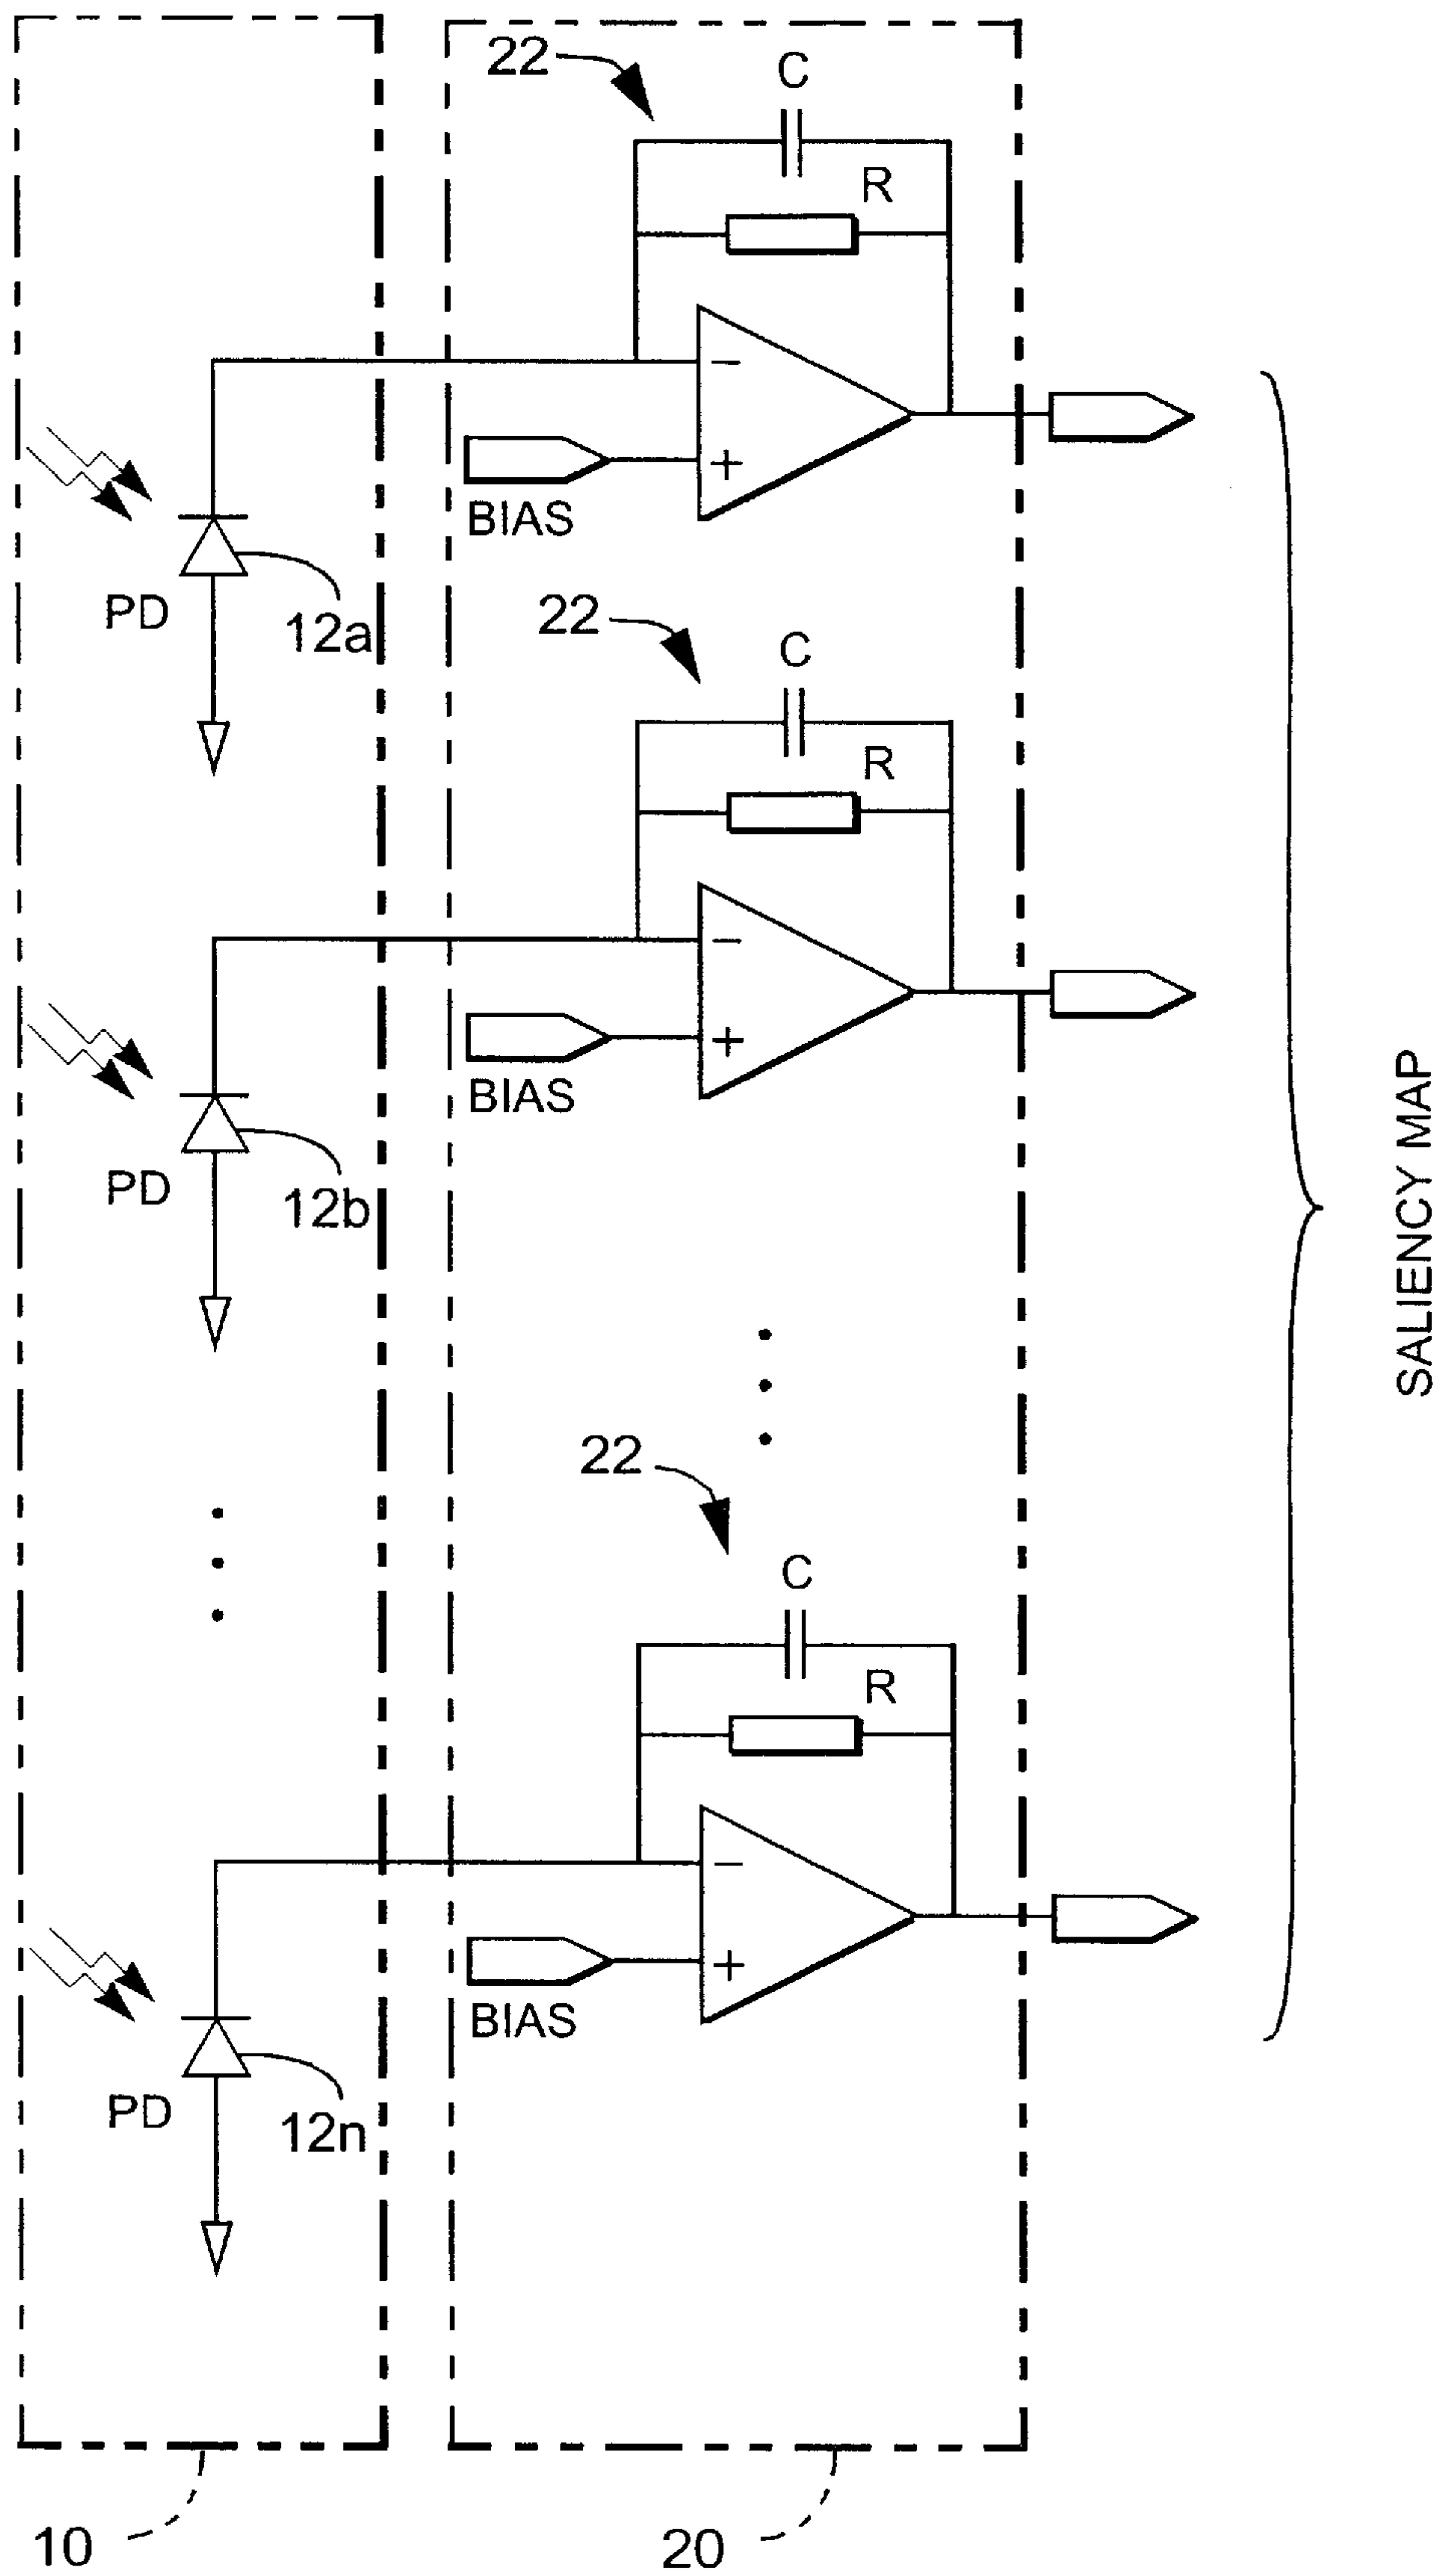 22
C
R
−
+
BIAS
PD
12a
22
C
R
−
+
BIAS
PD
12b
SALIENCY MAP
22
C
R
−
+
BIAS
PD
12n
10
20